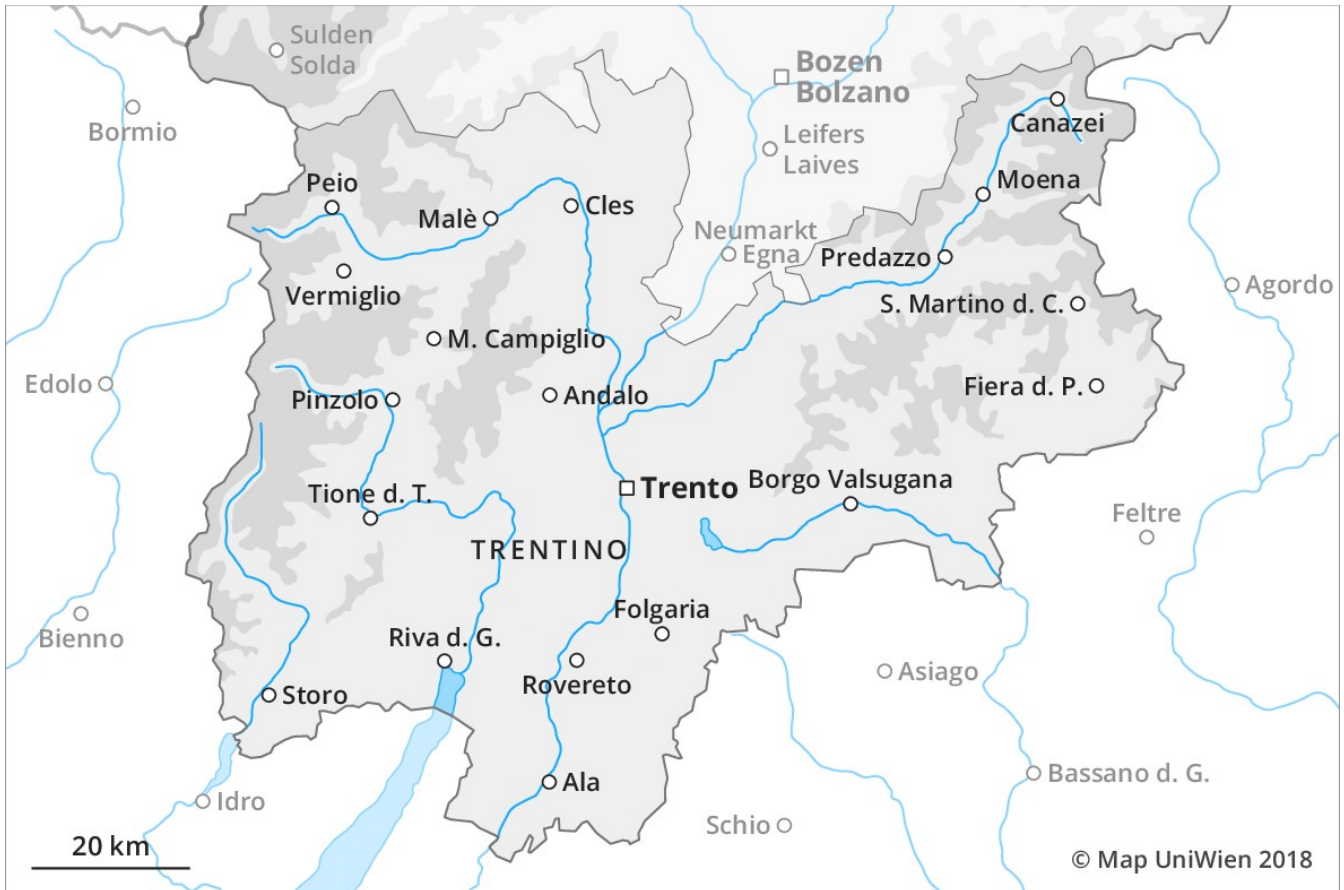 Sulden
Solda
Bozen
Bolzano
Bormio
Canazei
Leifers
Laives
Peio
Moena
Malè
Cles
Neumarkt
Egna
Predazzo
Vermiglio
S. Martino d. C.
Agordo
M. Campiglio
Edolo
Pinzolo
Andalo
Fiera d. P.
Tione d. T.
Trento
Borgo Valsugana
Feltre
TRENTINO
Folgaria
Bienno
Riva d. G.
Asiago
Storo
Rovereto
Idro
Ala
Bassano d. G.
Schio
20 km
© Map UniWien 2018